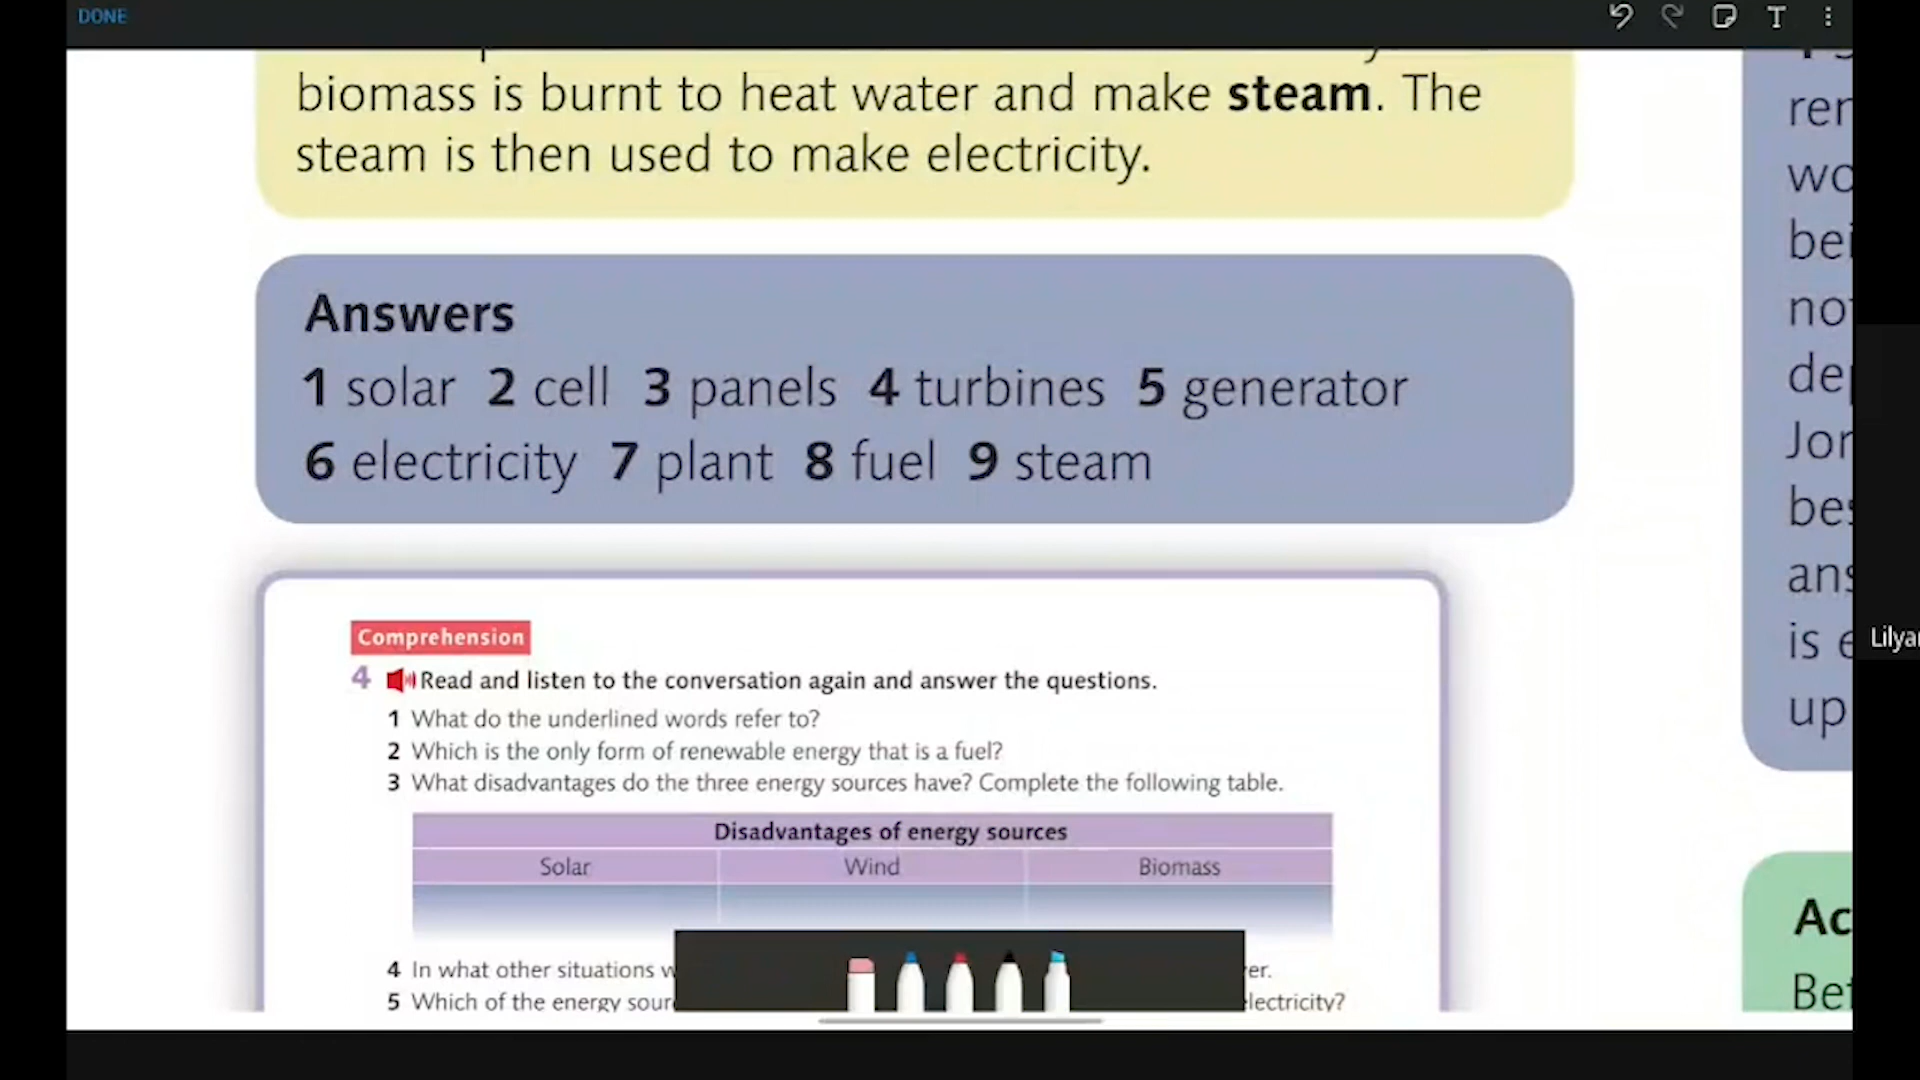 DONE
T
biomass is burnt to heat water and make steam. The
steam is then used to make electricity.
Answers
1 solar 2 cell 3 panels 4 turbines 5 generator
6 electricity 7 plant 8 fuel 9 steam
Comprehension
4 Read and listen to the conversation again and answer the questions.
1 What do the underlined words refer to?
2 Which is the only form of renewable energy that is a fuel?
3 What disadvantages do the three energy sources have? Complete the following table.
Disadvantages of energy sources
Solar Wind Biomass
4 In what other situations
5 Which of the energy electricity?
is
up